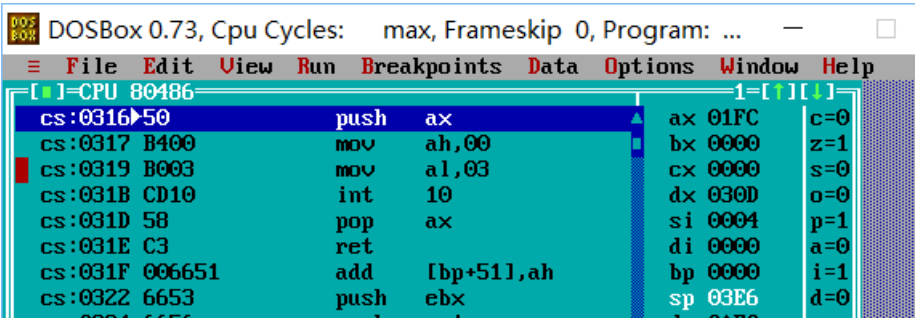 DOSBox 0.73, Cpu Cycles: max, Frameskip 0, Program: ...
≡ File Edit View Run Breakpoints Data Options Window Help
[■]=CPU 80486 1=[↑][↓]
cs:0316►50 push ax ax 01FC c=0
cs:0317 B400 mov ah,00 bx 0000 z=1
cs:0319 B003 mov al,03 cx 0000 s=0
cs:031B CD10 int 10 dx 030D o=0
cs:031D 58 pop ax si 0004 p=1
cs:031E C3 ret di 0000 a=0
cs:031F 006651 add [bp+51],ah bp 0000 i=1
cs:0322 6653 push ebx sp 03E6 d=0